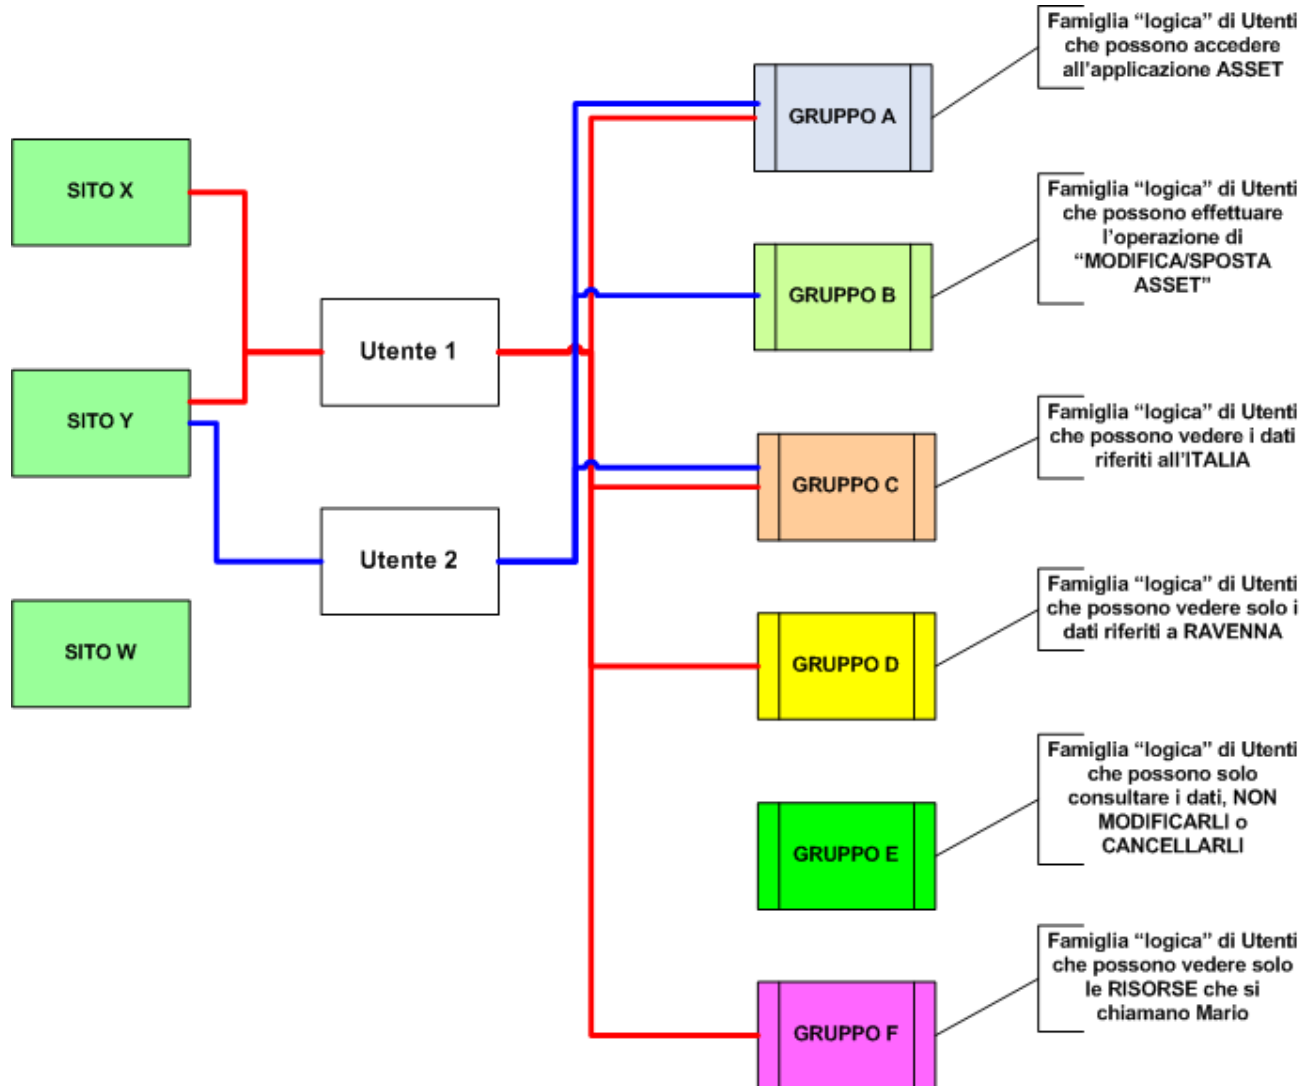 SITO X
SITO Y
SITO W
Utente 1
Utente 2
GRUPPO A
Famiglia “logica” di Utenti
che possono accedere
all’applicazione ASSET
GRUPPO B
Famiglia “logica” di Utenti
che possono effettuare
l’operazione di
“MODIFICA/SPOSTA
ASSET”
GRUPPO C
Famiglia “logica” di Utenti
che possono vedere i dati
riferiti all’ITALIA
GRUPPO D
Famiglia “logica” di Utenti
che possono vedere solo i
dati riferiti a RAVENNA
GRUPPO E
Famiglia “logica” di Utenti
che possono solo
consultare i dati, NON
MODIFICARLI o
CANCELLARLI
GRUPPO F
Famiglia “logica” di Utenti
che possono vedere solo
le RISORSE che si
chiamano Mario